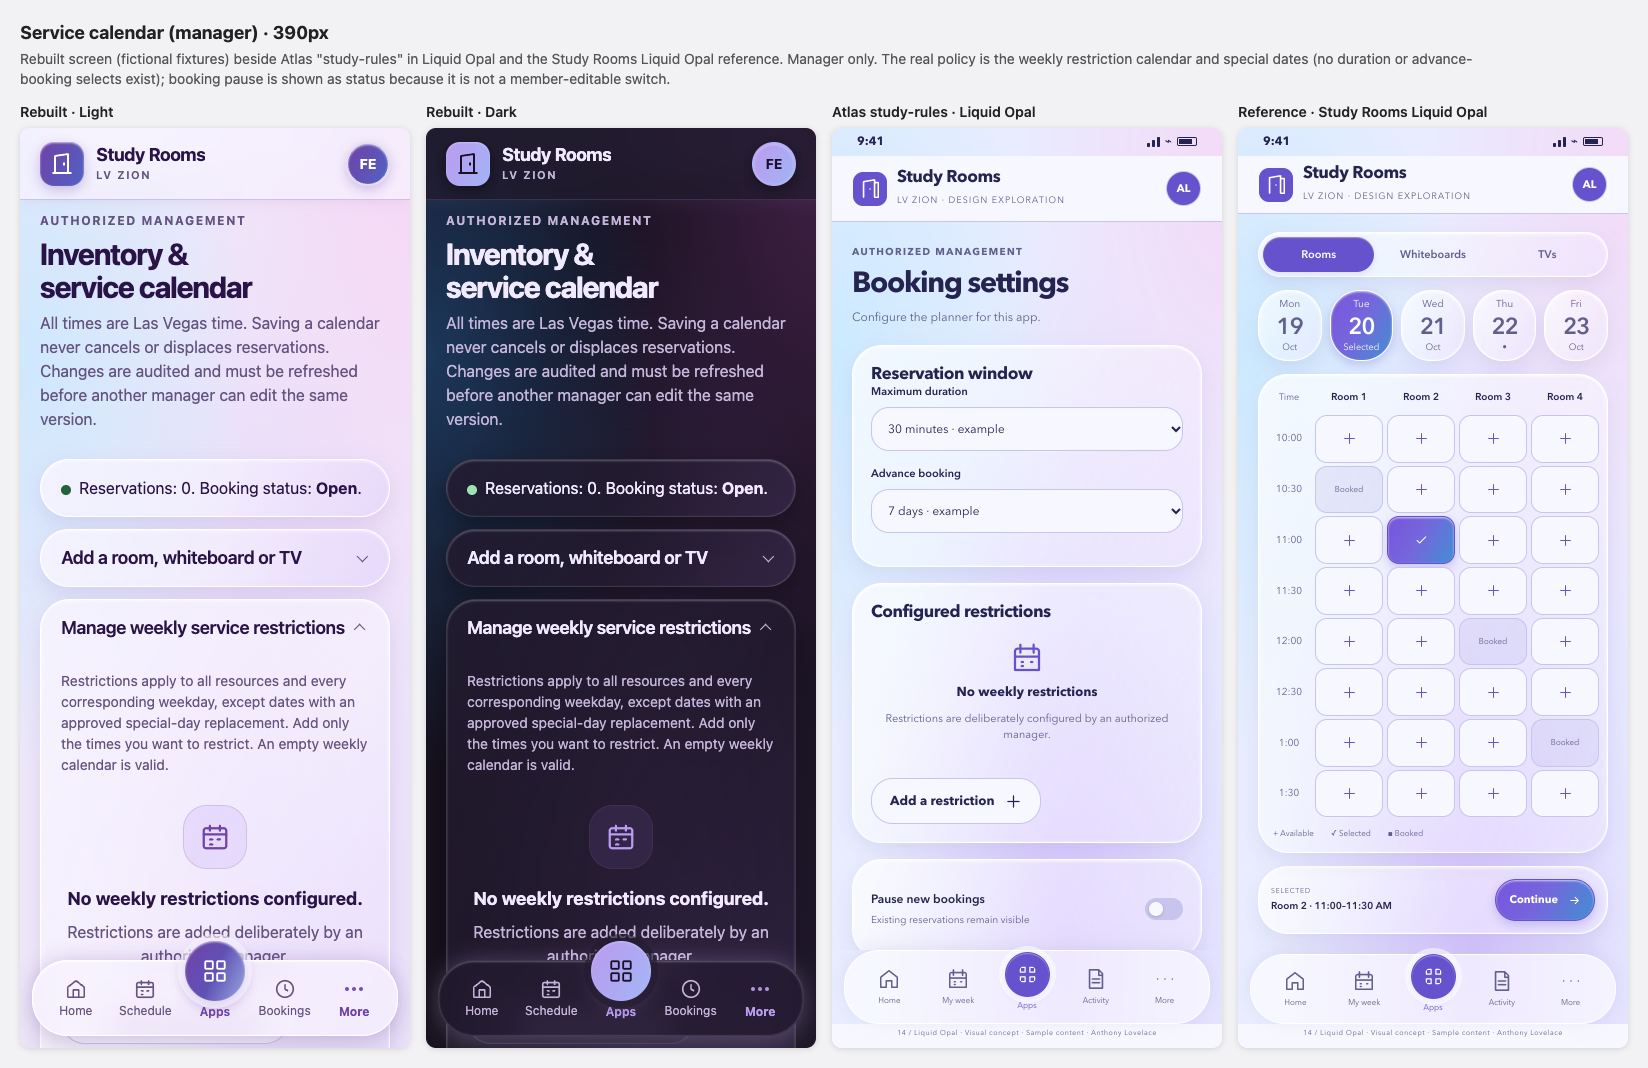 Service calendar (manager) · 390px
Rebuilt screen (fictional fixtures) beside Atlas "study-rules" in Liquid Opal and the Study Rooms Liquid Opal reference. Manager only. The real policy is the weekly restriction calendar and special dates (no duration or advance-
booking selects exist); booking pause is shown as status because it is not a member-editable switch.
Rebuilt · Light
Study Rooms
LV ZION
FE
AUTHORIZED MANAGEMENT
Inventory &
service calendar
All times are Las Vegas time. Saving a calendar
never cancels or displaces reservations.
Changes are audited and must be refreshed
before another manager can edit the same
version.
Reservations: 0. Booking status: Open.
Add a room, whiteboard or TV
Manage weekly service restrictions
Restrictions apply to all resources and every
corresponding weekday, except dates with an
approved special-day replacement. Add only
the times you want to restrict. An empty weekly
calendar is valid.
No weekly restrictions configured.
Restrictions are added deliberately by an
Home
Schedule
Apps
Bookings
More
Rebuilt · Dark
Study Rooms
LV ZION
FE
AUTHORIZED MANAGEMENT
Inventory &
service calendar
All times are Las Vegas time. Saving a calendar
never cancels or displaces reservations.
Changes are audited and must be refreshed
before another manager can edit the same
version.
Reservations: 0. Booking status: Open.
Add a room, whiteboard or TV
Manage weekly service restrictions
Restrictions apply to all resources and every
corresponding weekday, except dates with an
approved special-day replacement. Add only
the times you want to restrict. An empty weekly
calendar is valid.
No weekly restrictions configured.
Restrictions are added deliberately by an
Home
Schedule
Apps
Bookings
More
Atlas study-rules · Liquid Opal
9:41
Study Rooms
LV ZION · DESIGN EXPLORATION
AL
AUTHORIZED MANAGEMENT
Booking settings
Configure the planner for this app.
Reservation window
Maximum duration
30 minutes · example
Advance booking
7 days · example
Configured restrictions
No weekly restrictions
Restrictions are deliberately configured by an authorized
manager.
Add a restriction +
Pause new bookings
Existing reservations remain visible
Home
My week
Apps
Activity
More
14 / Liquid Opal · Visual concept · Sample content · Anthony Lovelace
Reference · Study Rooms Liquid Opal
9:41
Study Rooms
LV ZION · DESIGN EXPLORATION
AL
Rooms
Whiteboards
TVs
Mon
19
Oct
Tue
20
Selected
Wed
21
Oct
Thu
22
•
Fri
23
Oct
Time Room 1 Room 2 Room 3 Room 4
10:00 + + + +
10:30 Booked + + +
11:00 + ✓ + +
11:30 + + + +
12:00 + + Booked +
12:30 + + + +
1:00 + + + Booked
1:30 + + + +
+ Available ✓ Selected ■ Booked
SELECTED
Room 2 · 11:00–11:30 AM
Continue →
Home
My week
Apps
Activity
More
14 / Liquid Opal · Visual concept · Sample content · Anthony Lovelace